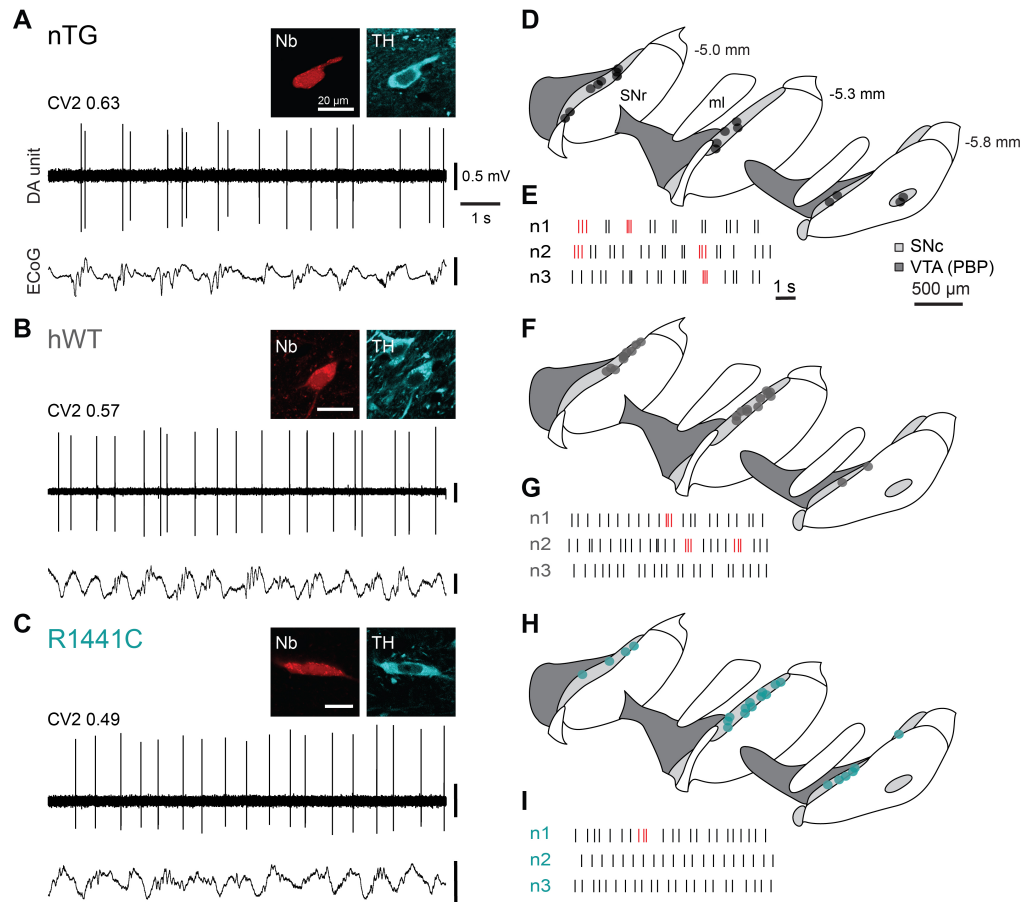 A
nTG
Nb
TH
20 µm
CV2 0.63
DA unit
0.5 mV
1 s
ECoG
B
hWT
Nb
TH
CV2 0.57
C
R1441C
Nb
TH
CV2 0.49
D
-5.0 mm
SNr
ml
-5.3 mm
-5.8 mm
E
n1
n2
n3
1 s
SNc
VTA (PBP)
500 µm
F
G
n1
n2
n3
H
I
n1
n2
n3